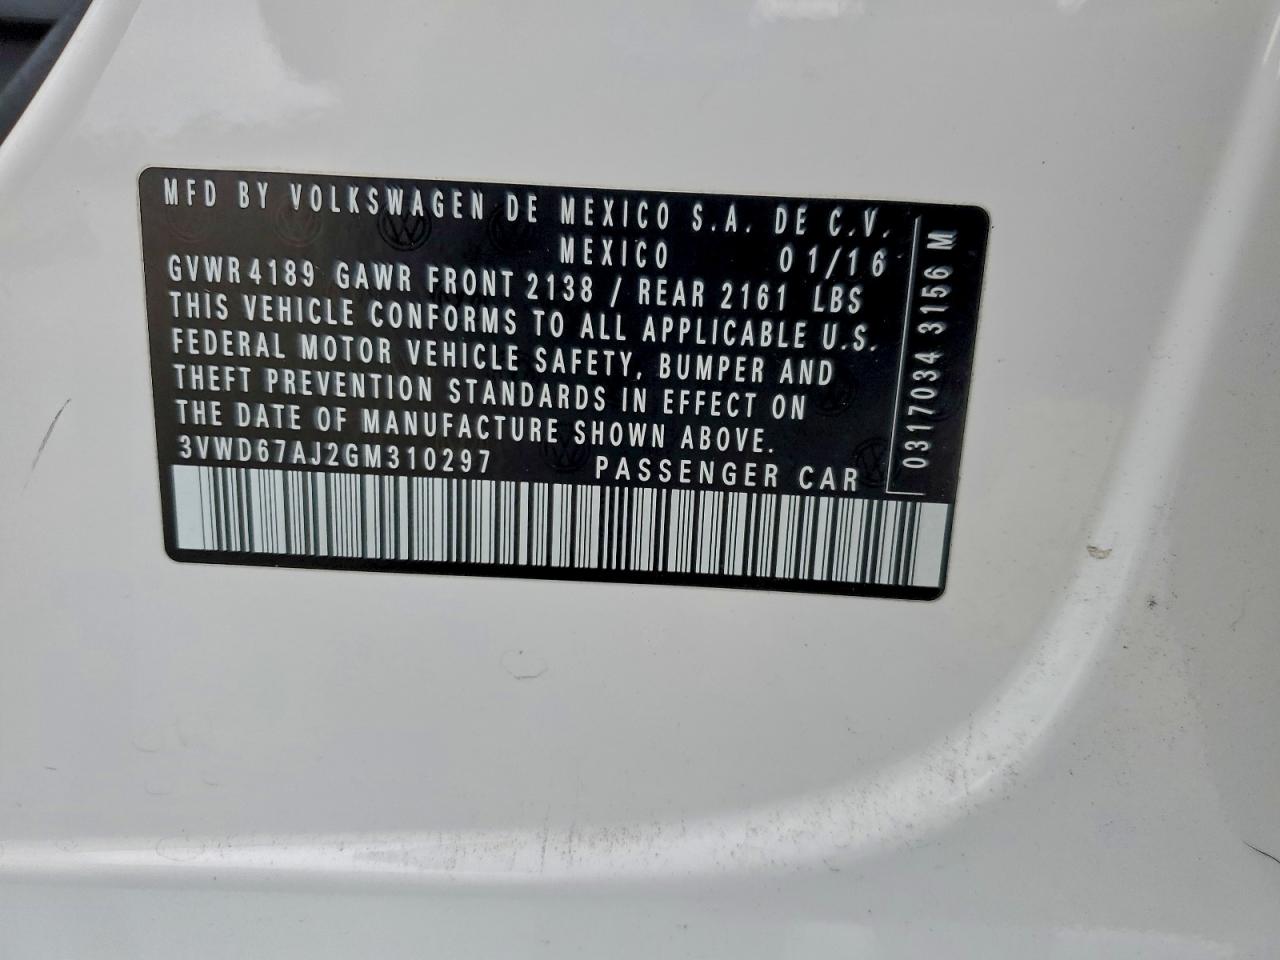 MFD BY VOLKSWAGEN DE MEXICO S.A. DE C.V.
MEXICO 01/16
GVWR 4189 GAWR FRONT 2138 / REAR 2161 LBS
THIS VEHICLE CONFORMS TO ALL APPLICABLE U.S.
FEDERAL MOTOR VEHICLE SAFETY, BUMPER AND
THEFT PREVENTION STANDARDS IN EFFECT ON
THE DATE OF MANUFACTURE SHOWN ABOVE.
3VWD67AJ2GM310297 PASSENGER CAR
0317034 3156 M